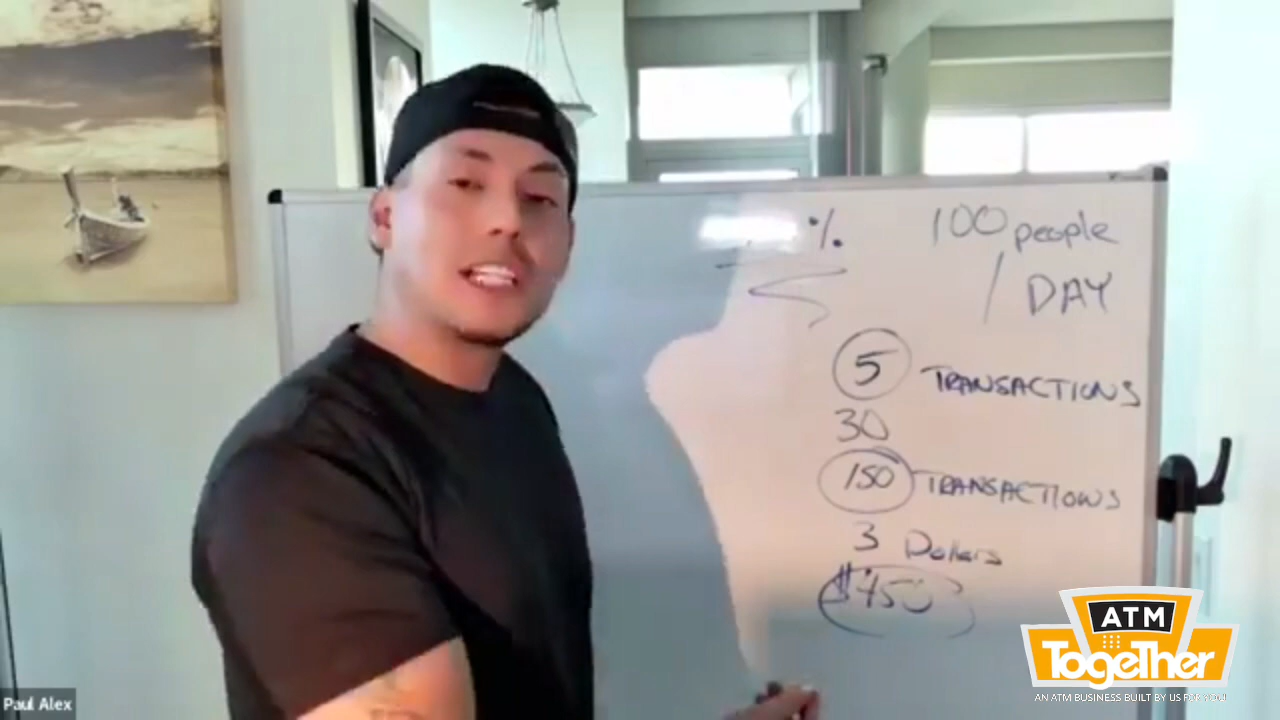 %
100 people
/ DAY
5 TRANSACTIONS
30
150 TRANSACTIONS
3 Dollars
$450
ATM
TogeTher
AN ATM BUSINESS BUILT BY US FOR YOU!
Paul Alex